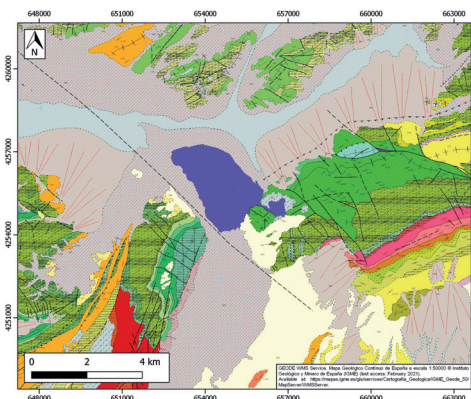 648000 651000 654000 657000 660000 663000
N
4260000
4257000
4254000
4251000
0 2 4 km
GEODE WMS Service. Mapa Geológico Continuo de España a escala 1:50000 ® Instituto
Geológico y Minero de España (IGME) (last access: February 2021).
Available at: https://mapas.igme.es/gis/services/Cartografia_Geologica/IGME_Geode_50/
MapServer/WMSServer.
648000 651000 654000 657000 660000 663000